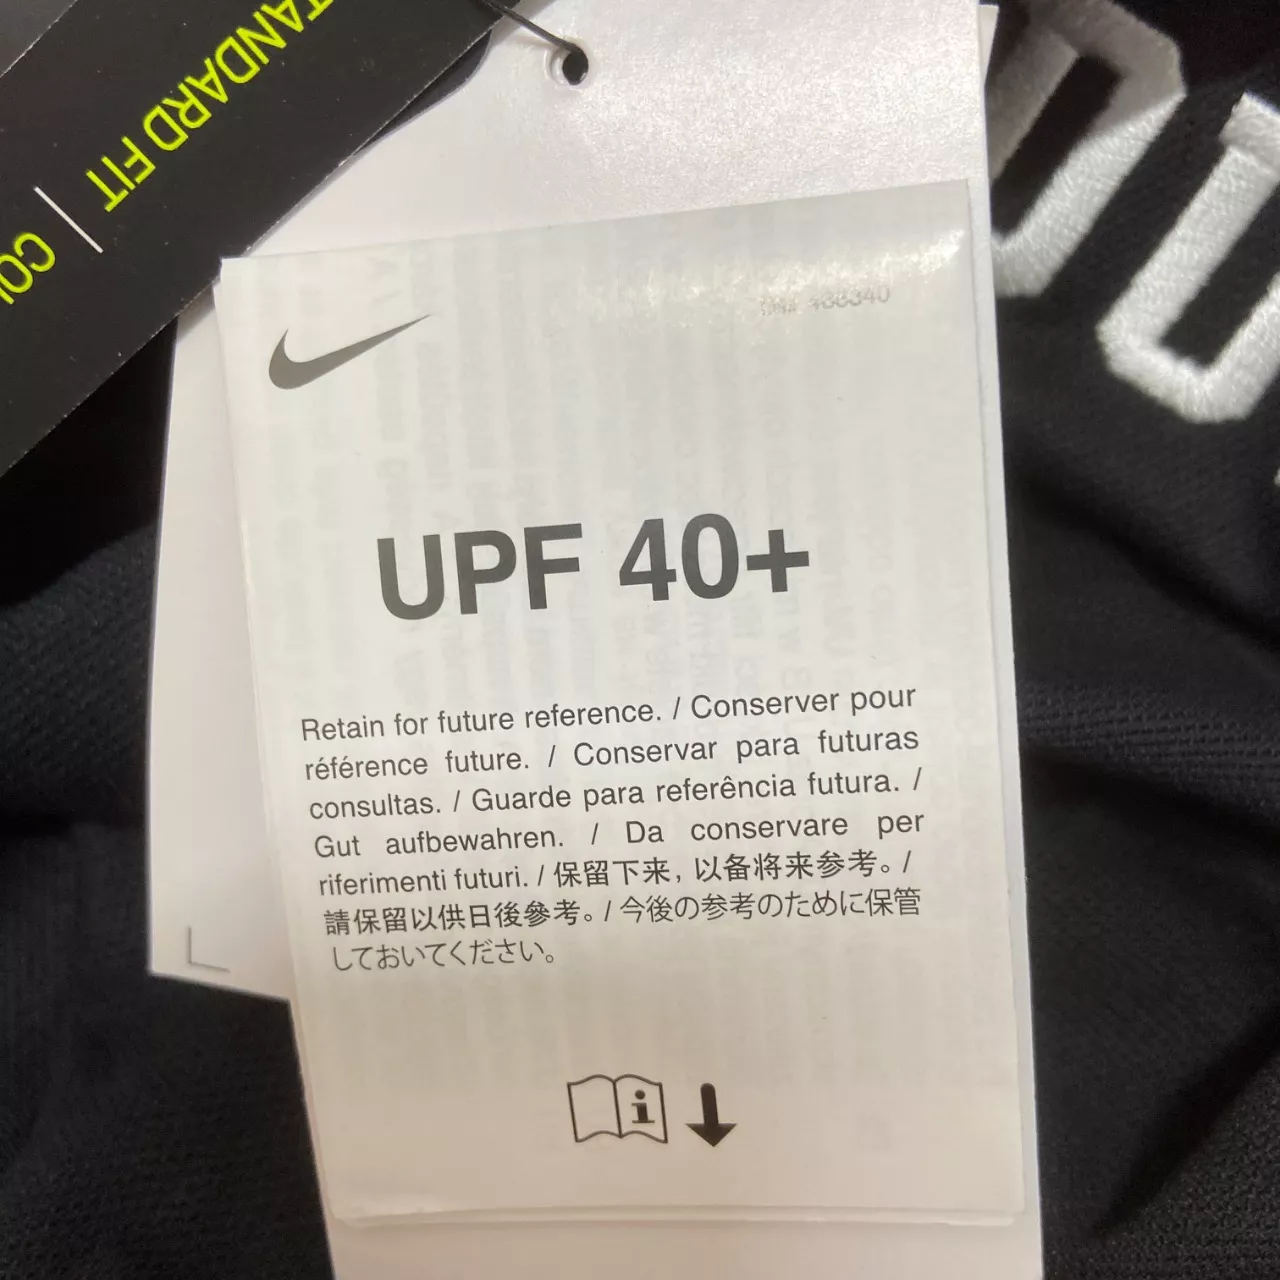 STANDARD FIT
UPF 40+
Retain for future reference. / Conserver pour
référence future. / Conservar para futuras
consultas. / Guarde para referência futura. /
Gut aufbewahren. / Da conservare per
riferimenti futuri. / 保留下来, 以备将来参考。/
請保留以供日後參考。/ 今後の参考のために保管
しておいてください。